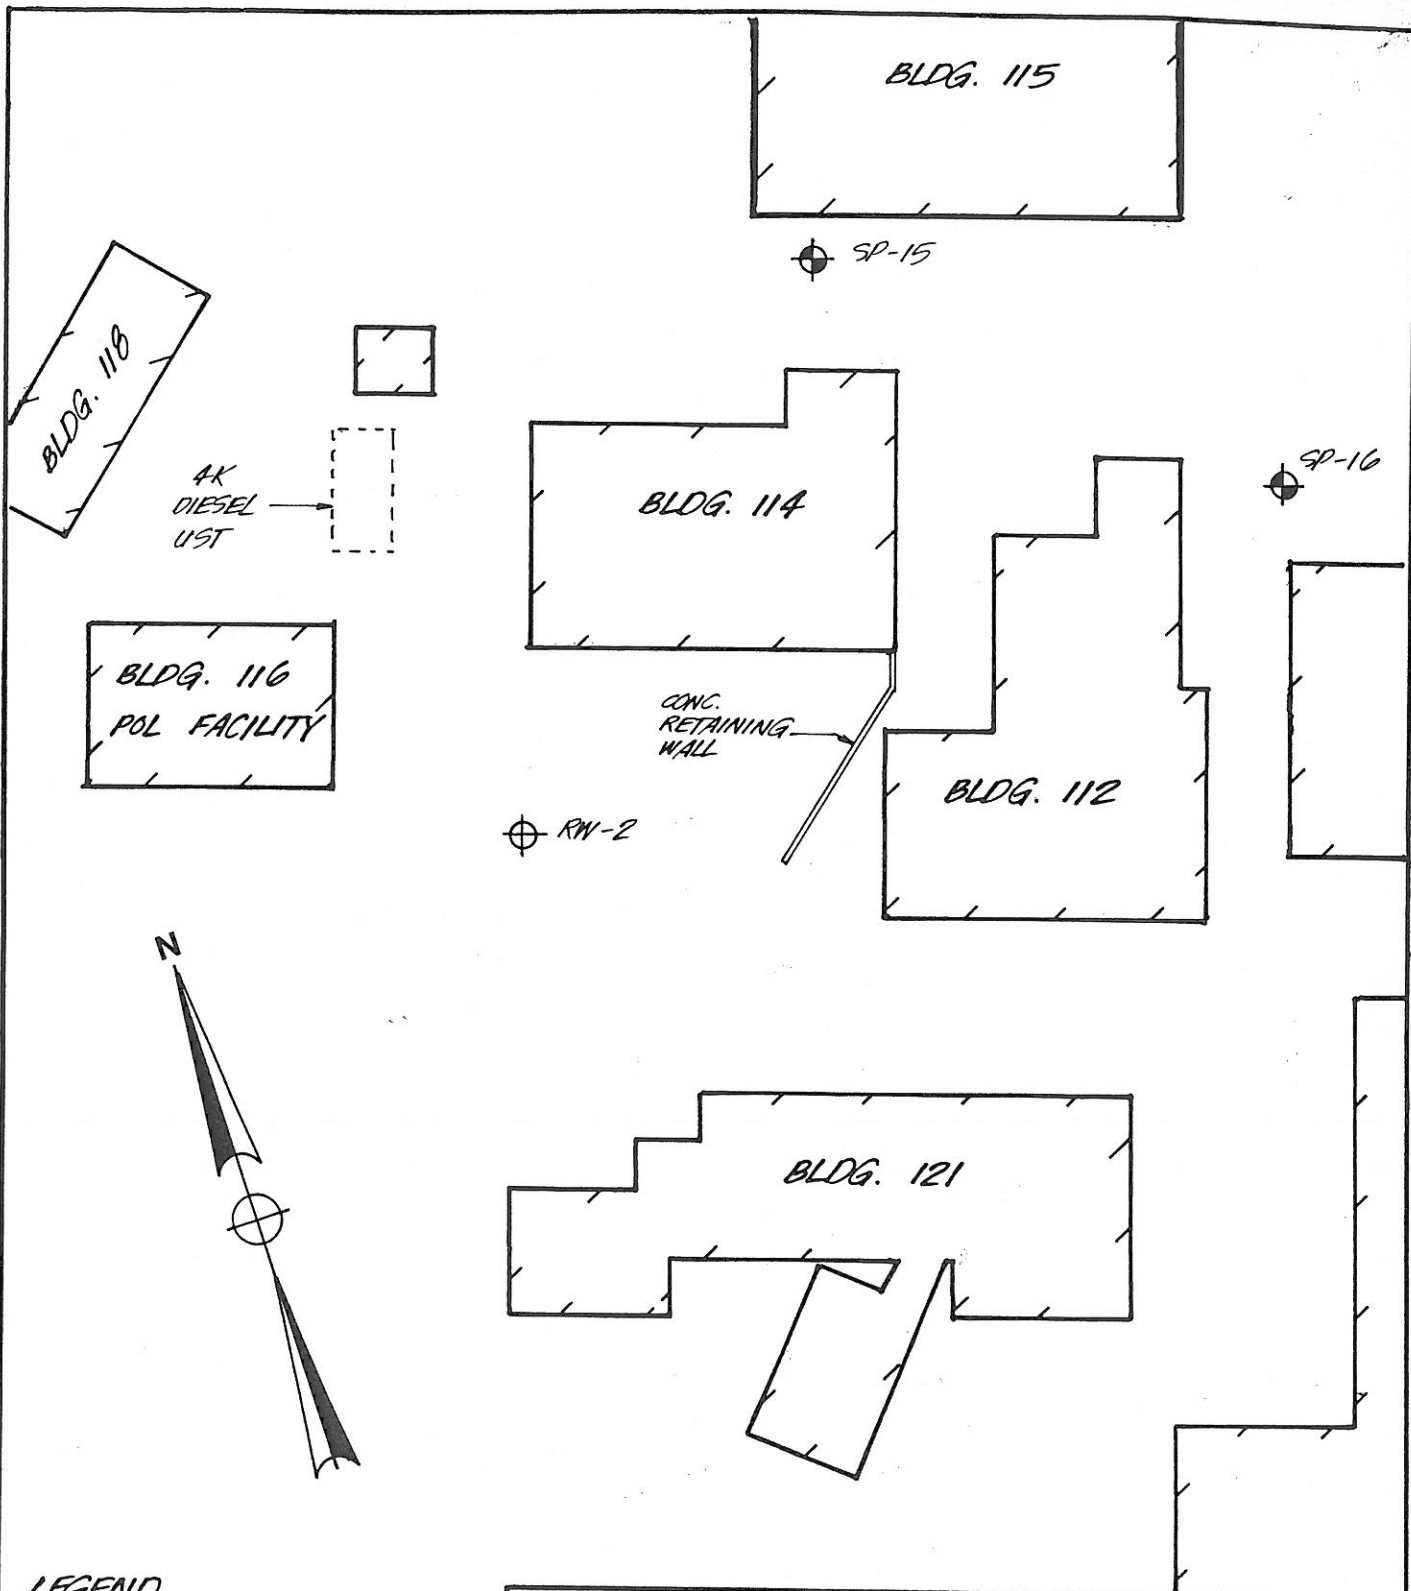 BLDG. 115
SP-15
BLDG. 118
4K
DIESEL
UST
BLDG. 114
SP-16
BLDG. 116
POL FACILITY
CONC.
RETAINING
WALL
BLDG. 112
RW-2
N
BLDG. 121
LEGEND